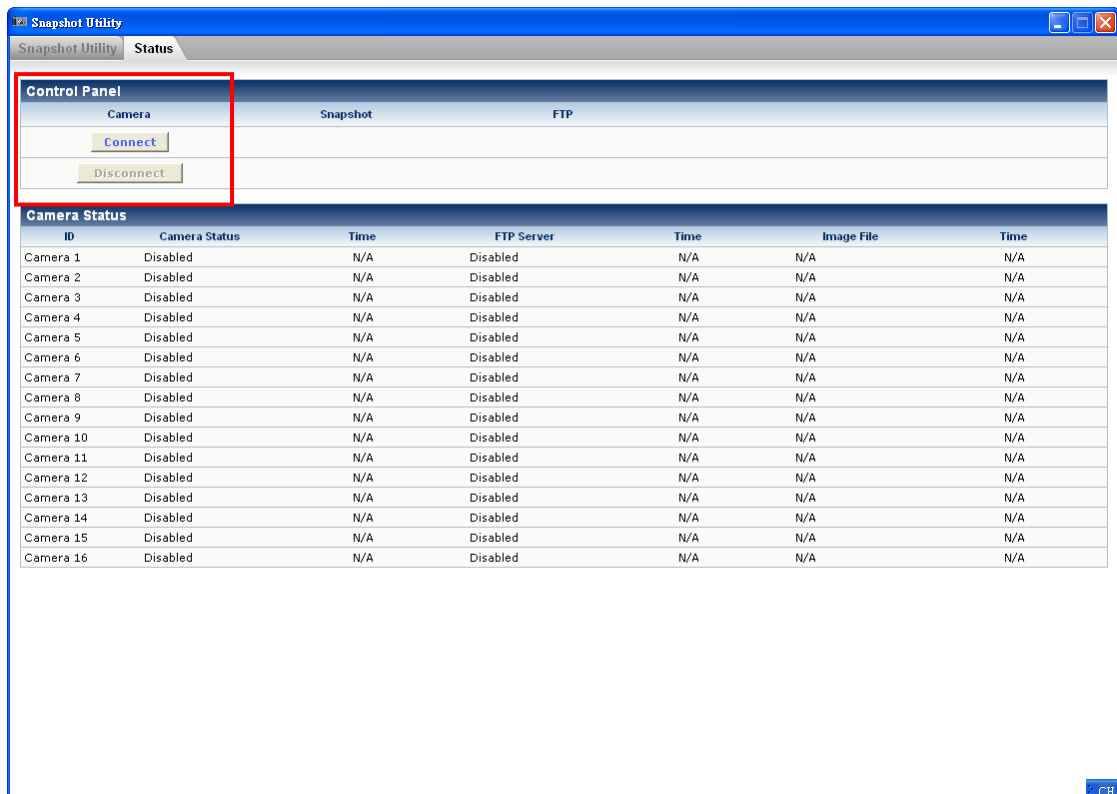 Snapshot Utility
Snapshot Utility Status
Control Panel
Camera Snapshot FTP
Connect
Disconnect
Camera Status
ID Camera Status Time FTP Server Time Image File Time
Camera 1 Disabled N/A Disabled N/A N/A N/A
Camera 2 Disabled N/A Disabled N/A N/A N/A
Camera 3 Disabled N/A Disabled N/A N/A N/A
Camera 4 Disabled N/A Disabled N/A N/A N/A
Camera 5 Disabled N/A Disabled N/A N/A N/A
Camera 6 Disabled N/A Disabled N/A N/A N/A
Camera 7 Disabled N/A Disabled N/A N/A N/A
Camera 8 Disabled N/A Disabled N/A N/A N/A
Camera 9 Disabled N/A Disabled N/A N/A N/A
Camera 10 Disabled N/A Disabled N/A N/A N/A
Camera 11 Disabled N/A Disabled N/A N/A N/A
Camera 12 Disabled N/A Disabled N/A N/A N/A
Camera 13 Disabled N/A Disabled N/A N/A N/A
Camera 14 Disabled N/A Disabled N/A N/A N/A
Camera 15 Disabled N/A Disabled N/A N/A N/A
Camera 16 Disabled N/A Disabled N/A N/A N/A
CH